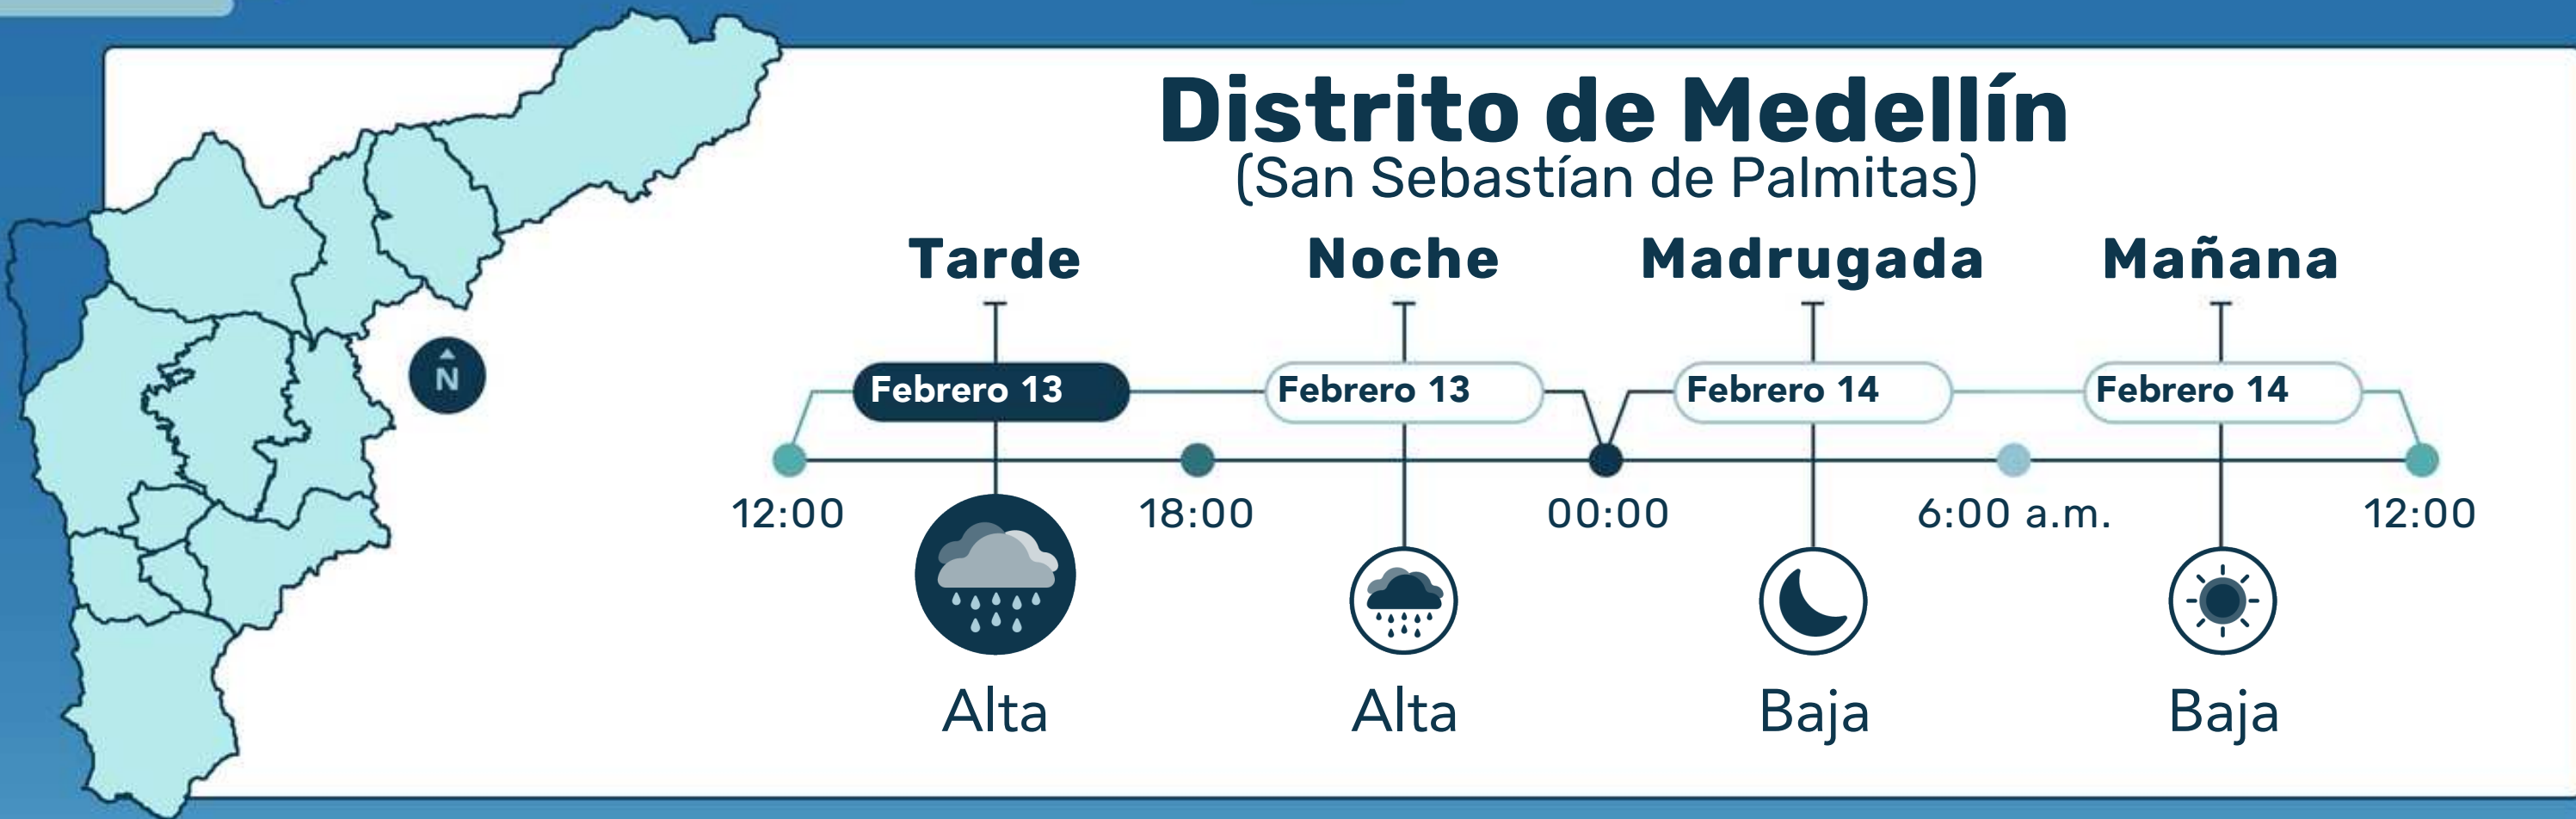 Distrito de Medellín
(San Sebastían de Palmitas)
Tarde Noche Madrugada Mañana
Febrero 13 Febrero 13 Febrero 14 Febrero 14
N
12:00 18:00 00:00 6:00 a.m. 12:00
Alta Alta Baja Baja